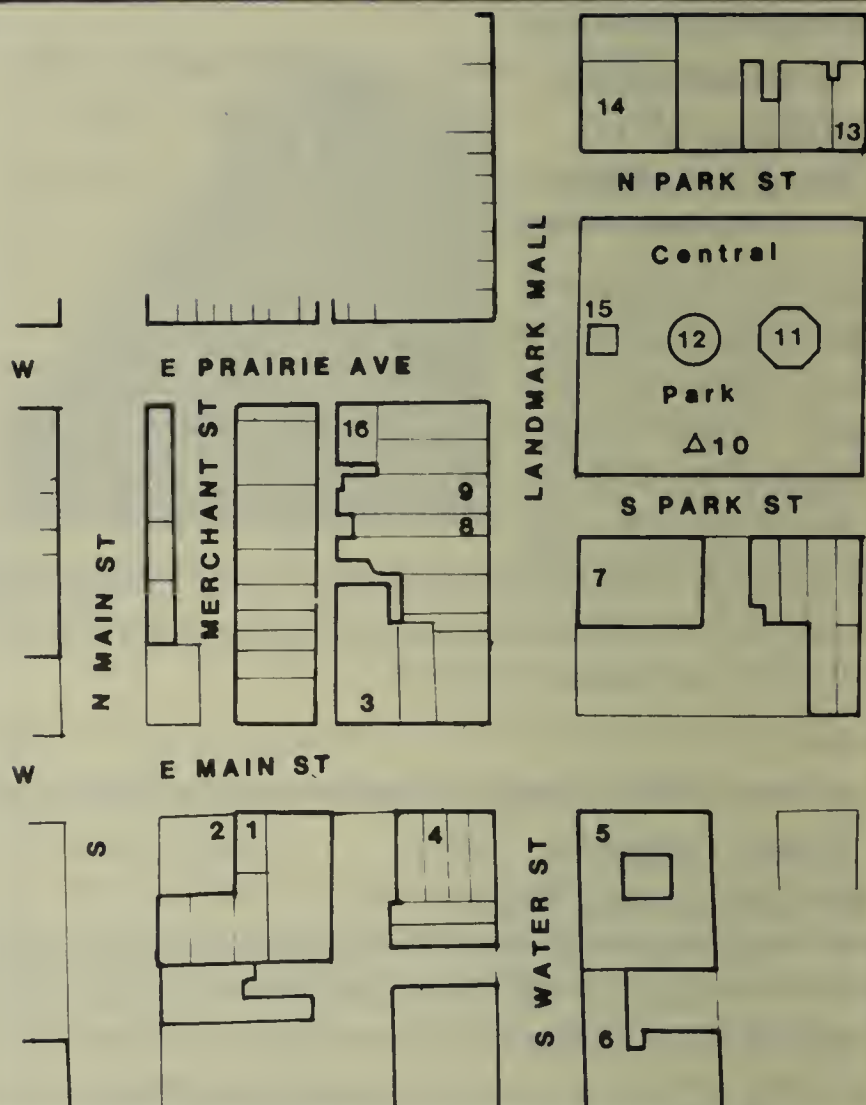 14
13
N PARK ST
LANDMARK MALL
Central
15
12
11
Park
10
W
E PRAIRIE AVE
MERCHANT ST
16
9
8
S PARK ST
7
N MAIN ST
3
W
E MAIN ST
S
2
1
4
S WATER ST
5
6